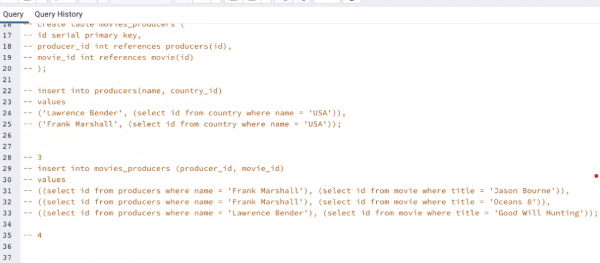 Query Query History
16 -- create table movies_producers (
17 -- id serial primary key,
18 -- producer_id int references producers(id),
19 -- movie_id int references movie(id)
20 -- );
21
22 -- insert into producers(name, country_id)
23 -- values
24 -- ('Lawrence Bender', (select id from country where name = 'USA')),
25 -- ('Frank Marshall', (select id from country where name = 'USA'));
26
27
28 -- 3
29 -- insert into movies_producers (producer_id, movie_id)
30 -- values
31 -- ((select id from producers where name = 'Frank Marshall'), (select id from movie where title = 'Jason Bourne')),
32 -- ((select id from producers where name = 'Frank Marshall'), (select id from movie where title = 'Oceans 8')),
33 -- ((select id from producers where name = 'Lawrence Bender'), (select id from movie where title = 'Good Will Hunting'));
34
35 -- 4
36
37